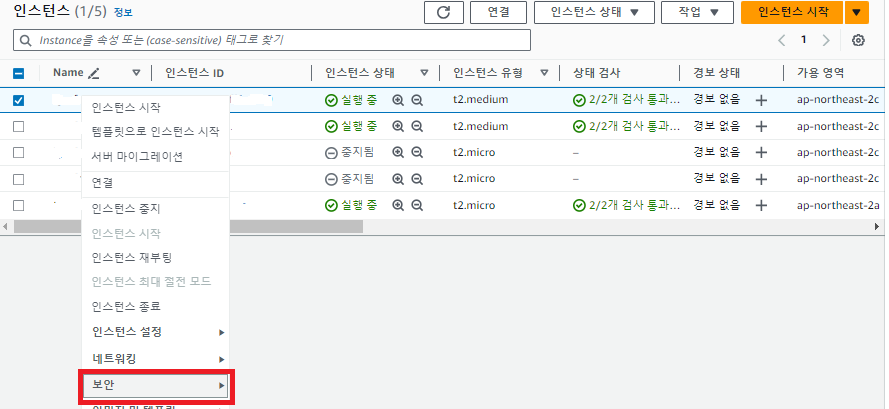 인스턴스 (1/5) 정보
연결 인스턴스 상태 작업 인스턴스 시작
Instance을 속성 또는 (case-sensitive) 태그로 찾기
1
Name 인스턴스 ID 인스턴스 상태 인스턴스 유형 상태 검사 경보 상태 가용 영역
실행 중 t2.medium 2/2개 검사 통과... 경보 없음 ap-northeast-2c
실행 중 t2.medium 2/2개 검사 통과... 경보 없음 ap-northeast-2c
중지됨 t2.micro – 경보 없음 ap-northeast-2c
중지됨 t2.micro – 경보 없음 ap-northeast-2c
실행 중 t2.micro 2/2개 검사 통과... 경보 없음 ap-northeast-2a
인스턴스 시작
템플릿으로 인스턴스 시작
서버 마이그레이션
연결
인스턴스 중지
인스턴스 시작
인스턴스 재부팅
인스턴스 최대 절전 모드
인스턴스 종료
인스턴스 설정
네트워킹
보안